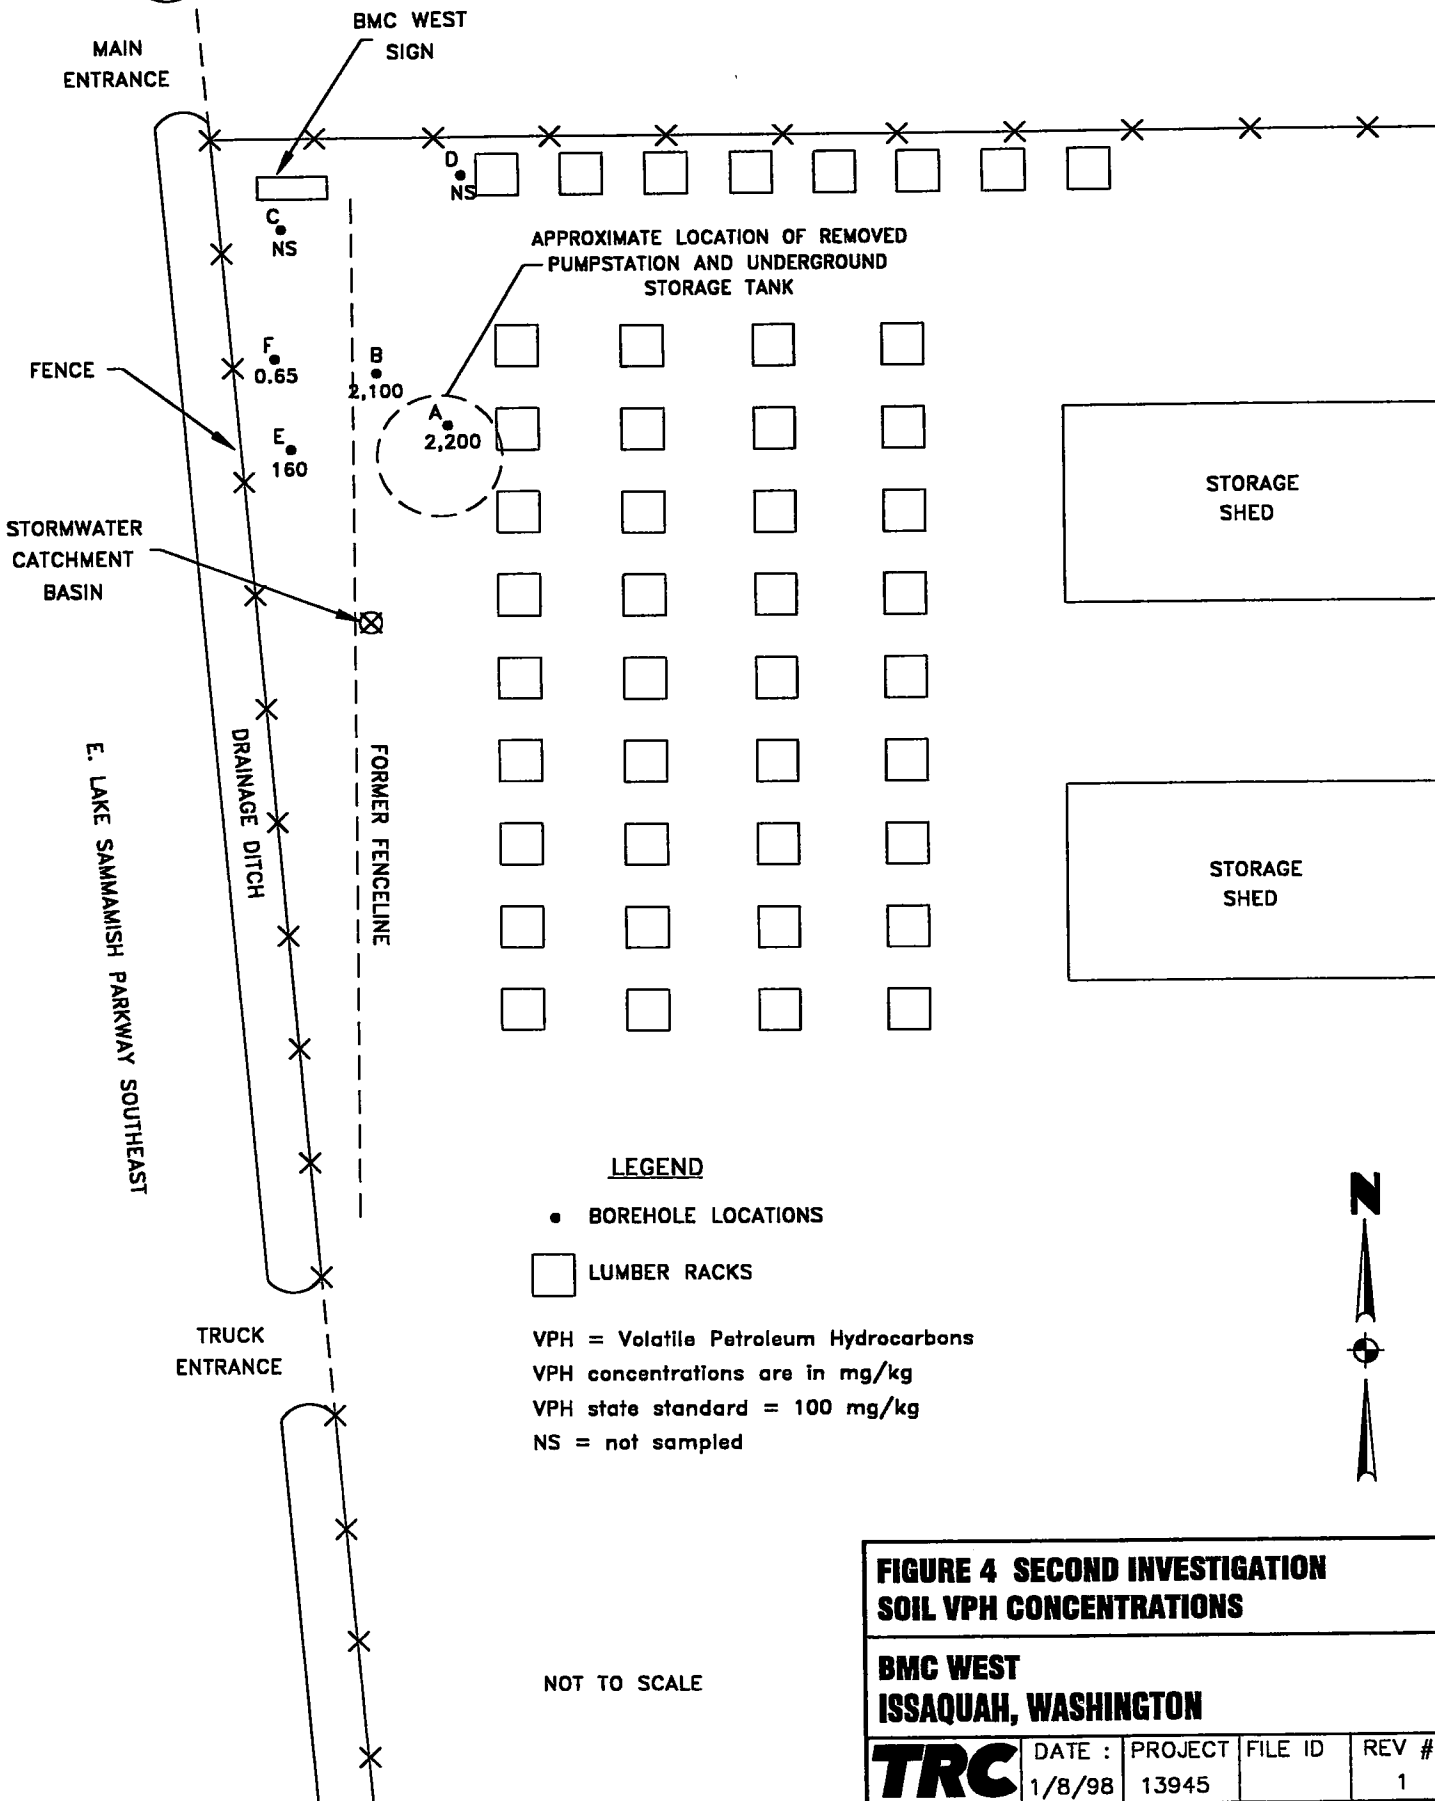 BMC WEST
SIGN
MAIN
ENTRANCE
D
NS
C
NS
APPROXIMATE LOCATION OF REMOVED
PUMPSTATION AND UNDERGROUND
STORAGE TANK
F
0.65
B
2,100
FENCE
A
2,200
E
160
STORAGE
SHED
STORMWATER
CATCHMENT
BASIN
E. LAKE SAMMAMISH PARKWAY SOUTHEAST
DRAINAGE DITCH
FORMER FENCELINE
STORAGE
SHED
LEGEND
BOREHOLE LOCATIONS
LUMBER RACKS
VPH = Volatile Petroleum Hydrocarbons
VPH concentrations are in mg/kg
VPH state standard = 100 mg/kg
NS = not sampled
N
TRUCK
ENTRANCE
NOT TO SCALE
FIGURE 4 SECOND INVESTIGATION
SOIL VPH CONCENTRATIONS
BMC WEST
ISSAQUAH, WASHINGTON
TRC
DATE :
1/8/98
PROJECT
13945
FILE ID
REV #
1